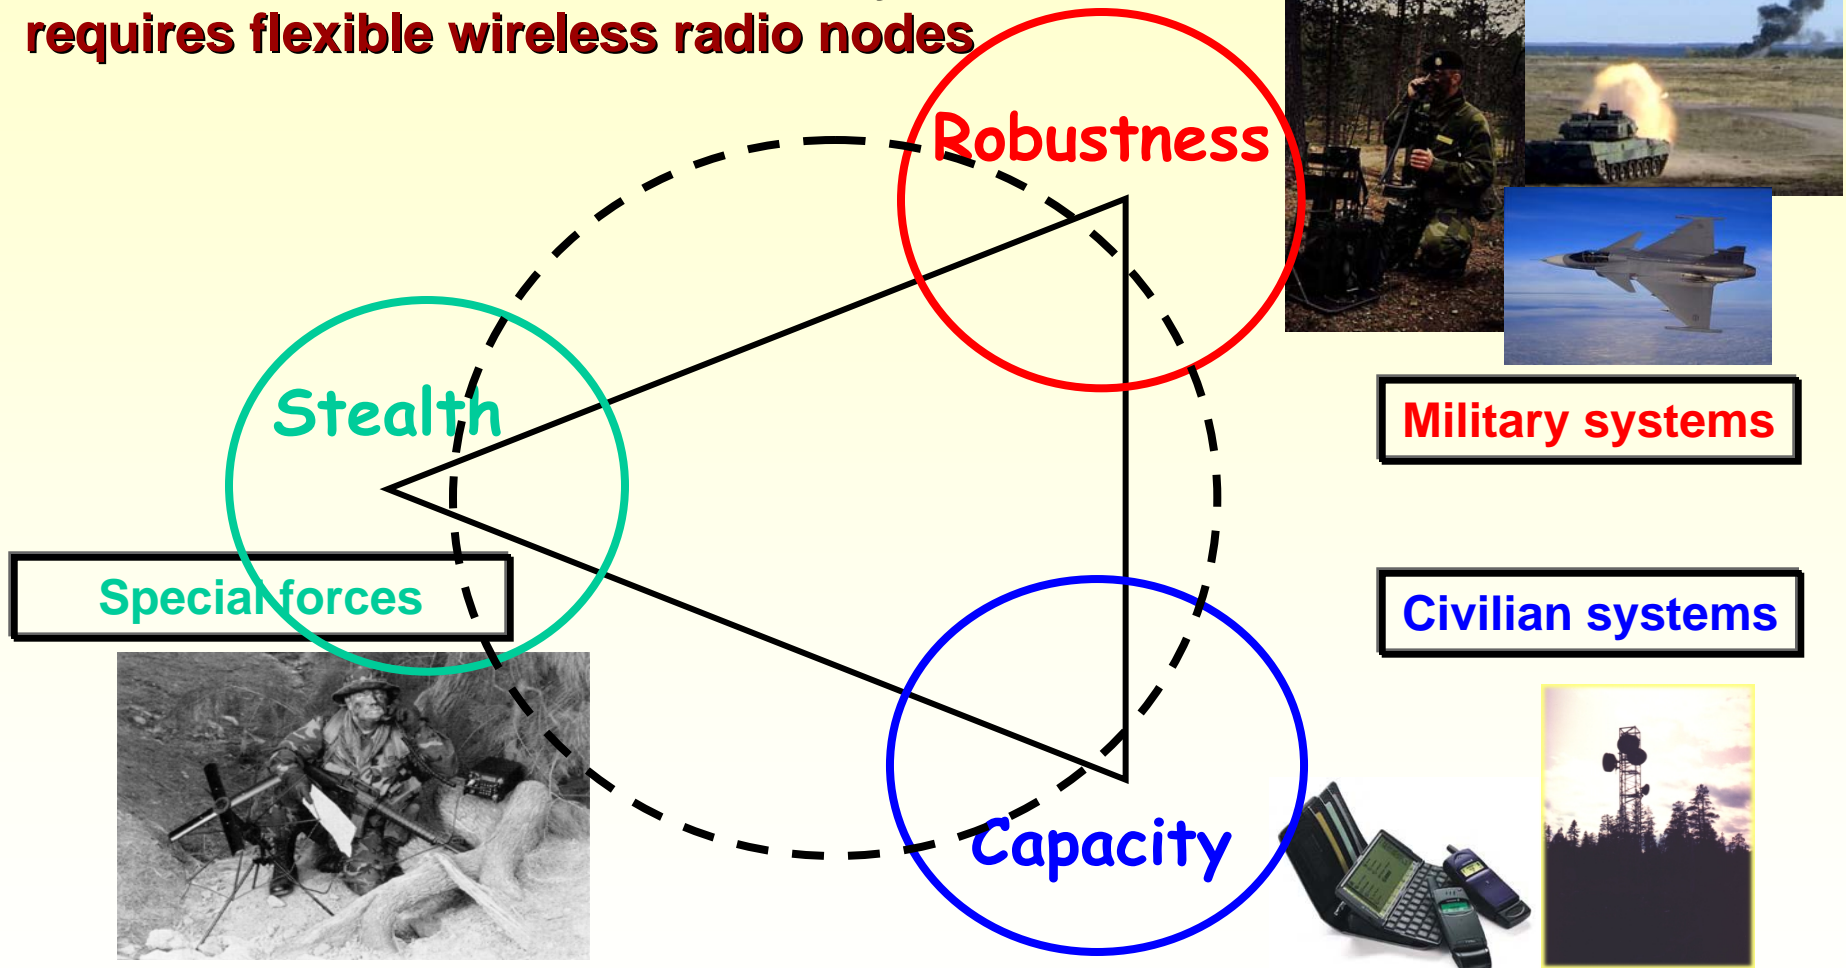 requires flexible wireless radio nodes
Robustness
Stealth
Military systems
Special forces
Civilian systems
Capacity